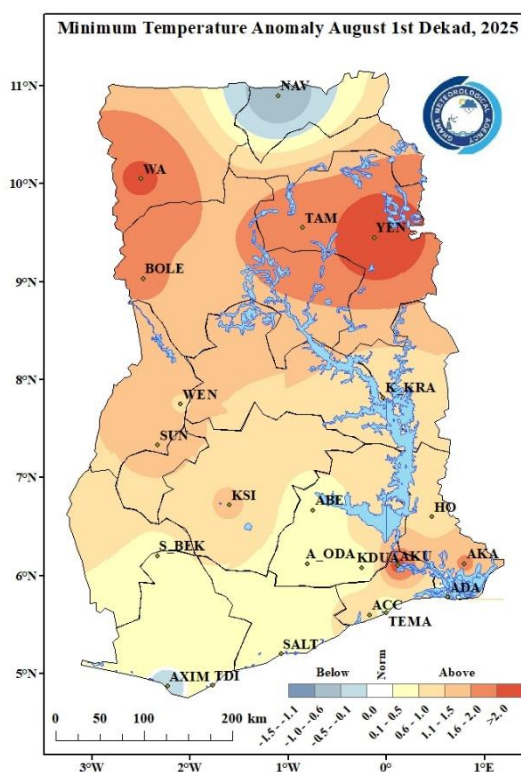 Minimum Temperature Anomaly August 1st Dekad, 2025
11°N
10°N
9°N
8°N
7°N
6°N
5°N
NAV
GHANA METEOROLOGICAL AGENCY
WA
TAM
YEN
BOLE
WEN
K_KRA
SUN
KSI
ABE
HO
S_BEK
A_ODA
KDUA
AKU
AKA
ADA
ACC
TEMA
SALT
AXIM
TDI
Below
Norm
Above
-1.5 - -1.1
-1.0 - -0.6
-0.5 - -0.1
0.0
0.1 - 0.5
0.6 - 1.0
1.1 - 1.5
1.6 - 2.0
>2.0
0 50 100 200 km
3°W
2°W
1°W
0°
1°E